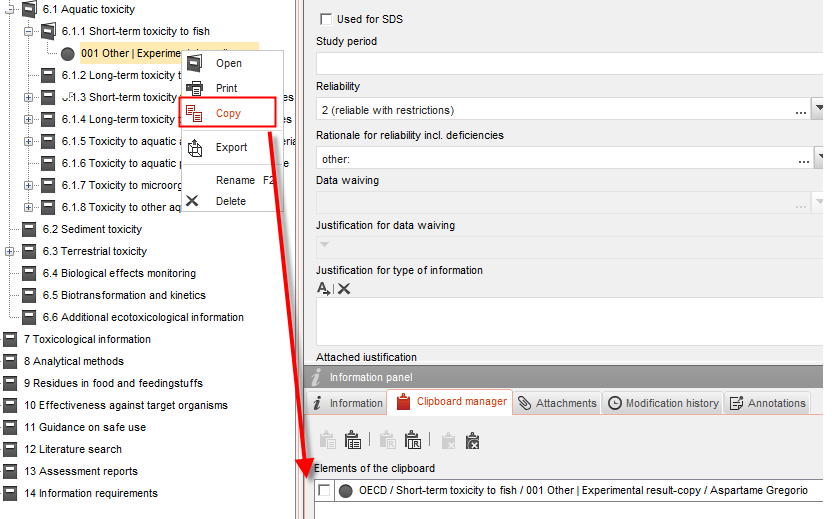 6.1 Aquatic toxicity
6.1.1 Short-term toxicity to fish
001 Other | Experime
6.1.2 Long-term toxicity t
6.1.3 Short-term toxicity
es
6.1.4 Long-term toxicity t
es
6.1.5 Toxicity to aquatic a
eria
6.1.6 Toxicity to aquatic p
e
6.1.7 Toxicity to microorg
6.1.8 Toxicity to other aq
6.2 Sediment toxicity
6.3 Terrestrial toxicity
6.4 Biological effects monitoring
6.5 Biotransformation and kinetics
6.6 Additional ecotoxicological information
7 Toxicological information
8 Analytical methods
9 Residues in food and feedingstuffs
10 Effectiveness against target organisms
11 Guidance on safe use
12 Literature search
13 Assessment reports
14 Information requirements
Open
Print
Copy
Export
Rename F2
Delete
Used for SDS
Study period
Reliability
2 (reliable with restrictions)
...
Rationale for reliability incl. deficiencies
other:
...
Data waiving
...
Justification for data waiving
Justification for type of information
A
Attached justification
Information panel
Information
Clipboard manager
Attachments
Modification history
Annotations
Elements of the clipboard
OECD / Short-term toxicity to fish / 001 Other | Experimental result-copy / Aspartame Gregorio